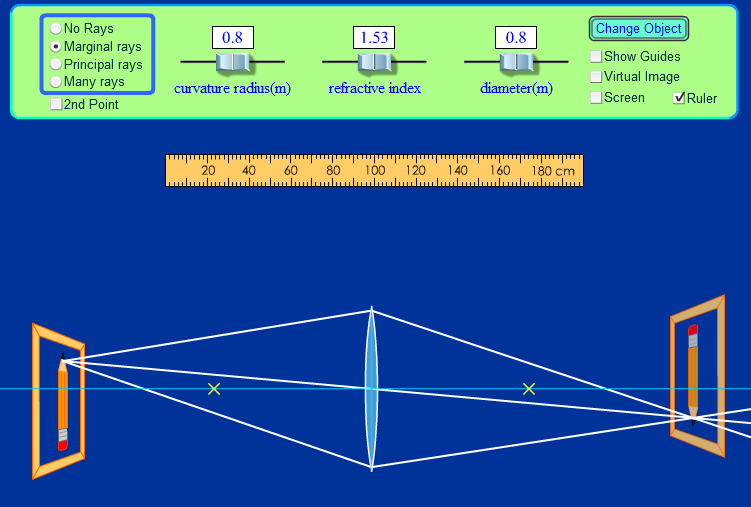 No Rays
Marginal rays
Principal rays
Many rays
2nd Point
0.8
curvature radius(m)
1.53
refractive index
0.8
diameter(m)
Change Object
Show Guides
Virtual Image
Screen
Ruler
20 40 60 80 100 120 140 160 180 cm